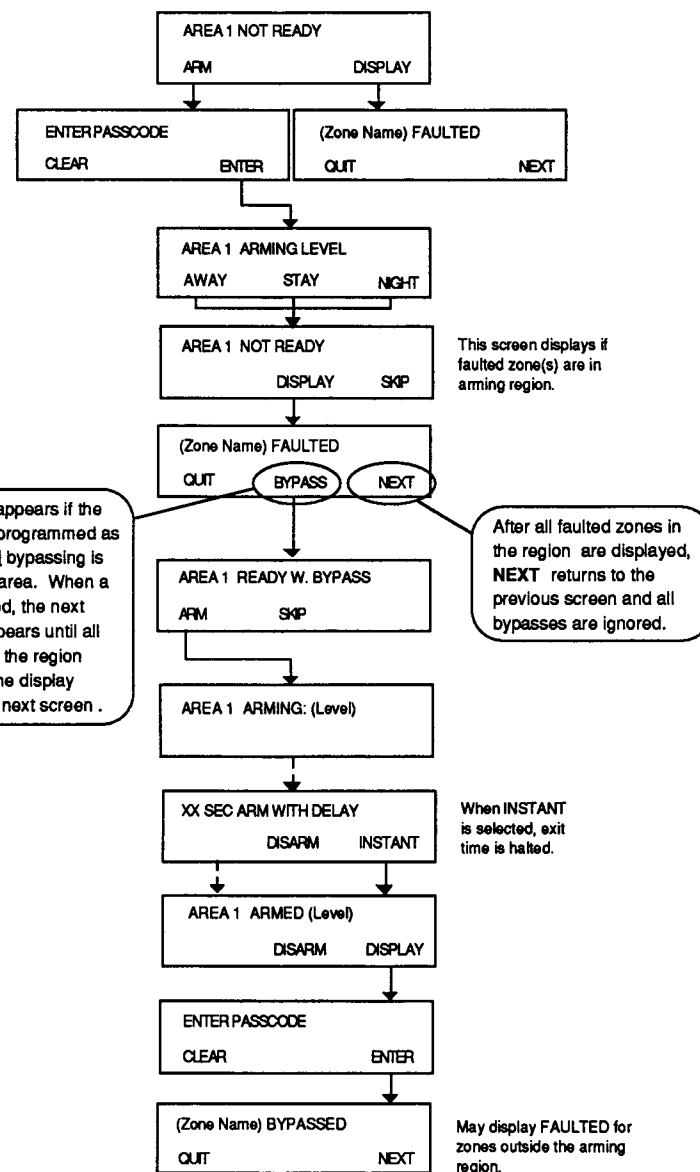 AREA 1 NOT READY
ARM DISPLAY
ENTER PASSCODE
CLEAR ENTER
(Zone Name) FAULTED
QUIT NEXT
AREA 1 ARMING LEVEL
AWAY STAY NIGHT
AREA 1 NOT READY
DISPLAY SKIP
This screen displays if
faulted zone(s) are in
arming region.
(Zone Name) FAULTED
QUIT BYPASS NEXT
appears if the
programmed as
bypassing is
area. When a
the next
until all
the region
display
next screen .
After all faulted zones in
the region are displayed,
NEXT returns to the
previous screen and all
bypasses are ignored.
AREA 1 READY W. BYPASS
ARM SKIP
AREA 1 ARMING: (Level)
XX SEC ARM WITH DELAY
DISARM INSTANT
When INSTANT
is selected, exit
time is halted.
AREA 1 ARMED (Level)
DISARM DISPLAY
ENTER PASSCODE
CLEAR ENTER
(Zone Name) BYPASSED
QUIT NEXT
May display FAULTED for
zones outside the arming
region.